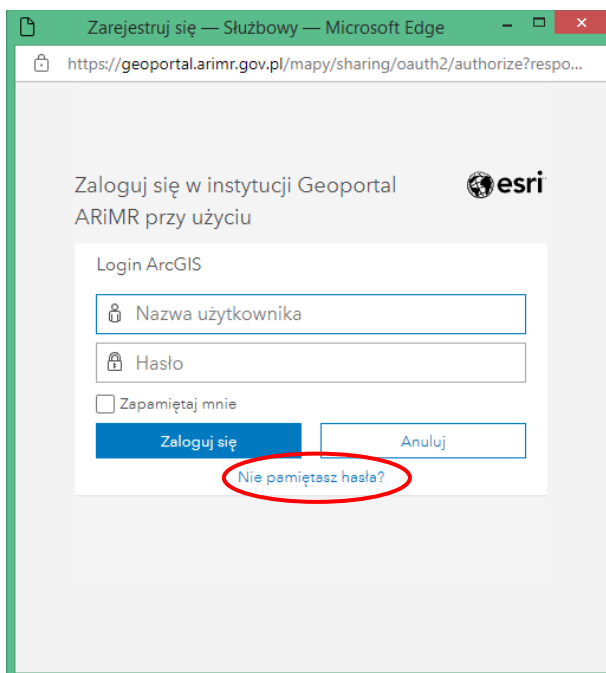 Zarejestruj się — Służbowy — Microsoft Edge
https://geoportal.arimr.gov.pl/mapy/sharing/oauth2/authorize?respo...
Zaloguj się w instytucji Geoportal
ARiMR przy użyciu
esri
Login ArcGIS
Nazwa użytkownika
Hasło
Zapamiętaj mnie
Zaloguj się
Anuluj
Nie pamiętasz hasła?